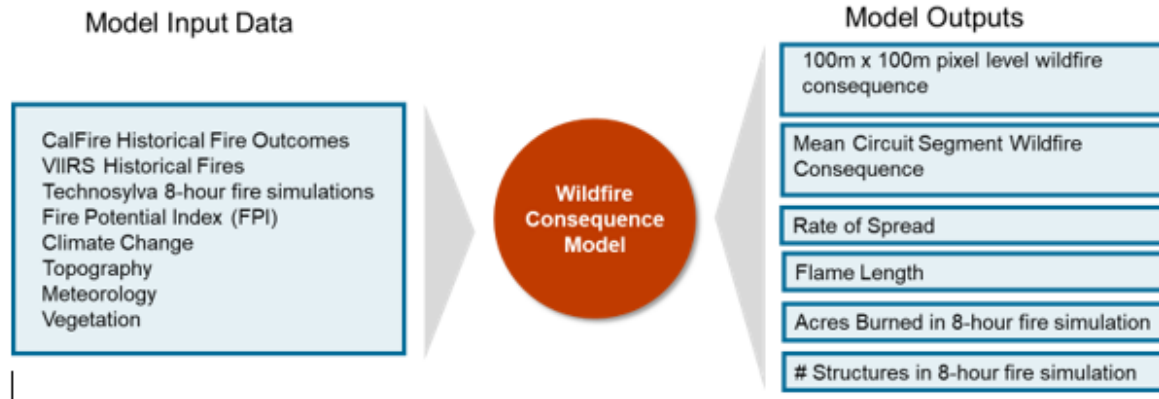 Model Input Data
CalFire Historical Fire Outcomes
VIIRS Historical Fires
Technosylva 8-hour fire simulations
Fire Potential Index (FPI)
Climate Change
Topography
Meteorology
Vegetation
Wildfire
Consequence
Model
Model Outputs
100m x 100m pixel level wildfire
consequence
Mean Circuit Segment Wildfire
Consequence
Rate of Spread
Flame Length
Acres Burned in 8-hour fire simulation
# Structures in 8-hour fire simulation